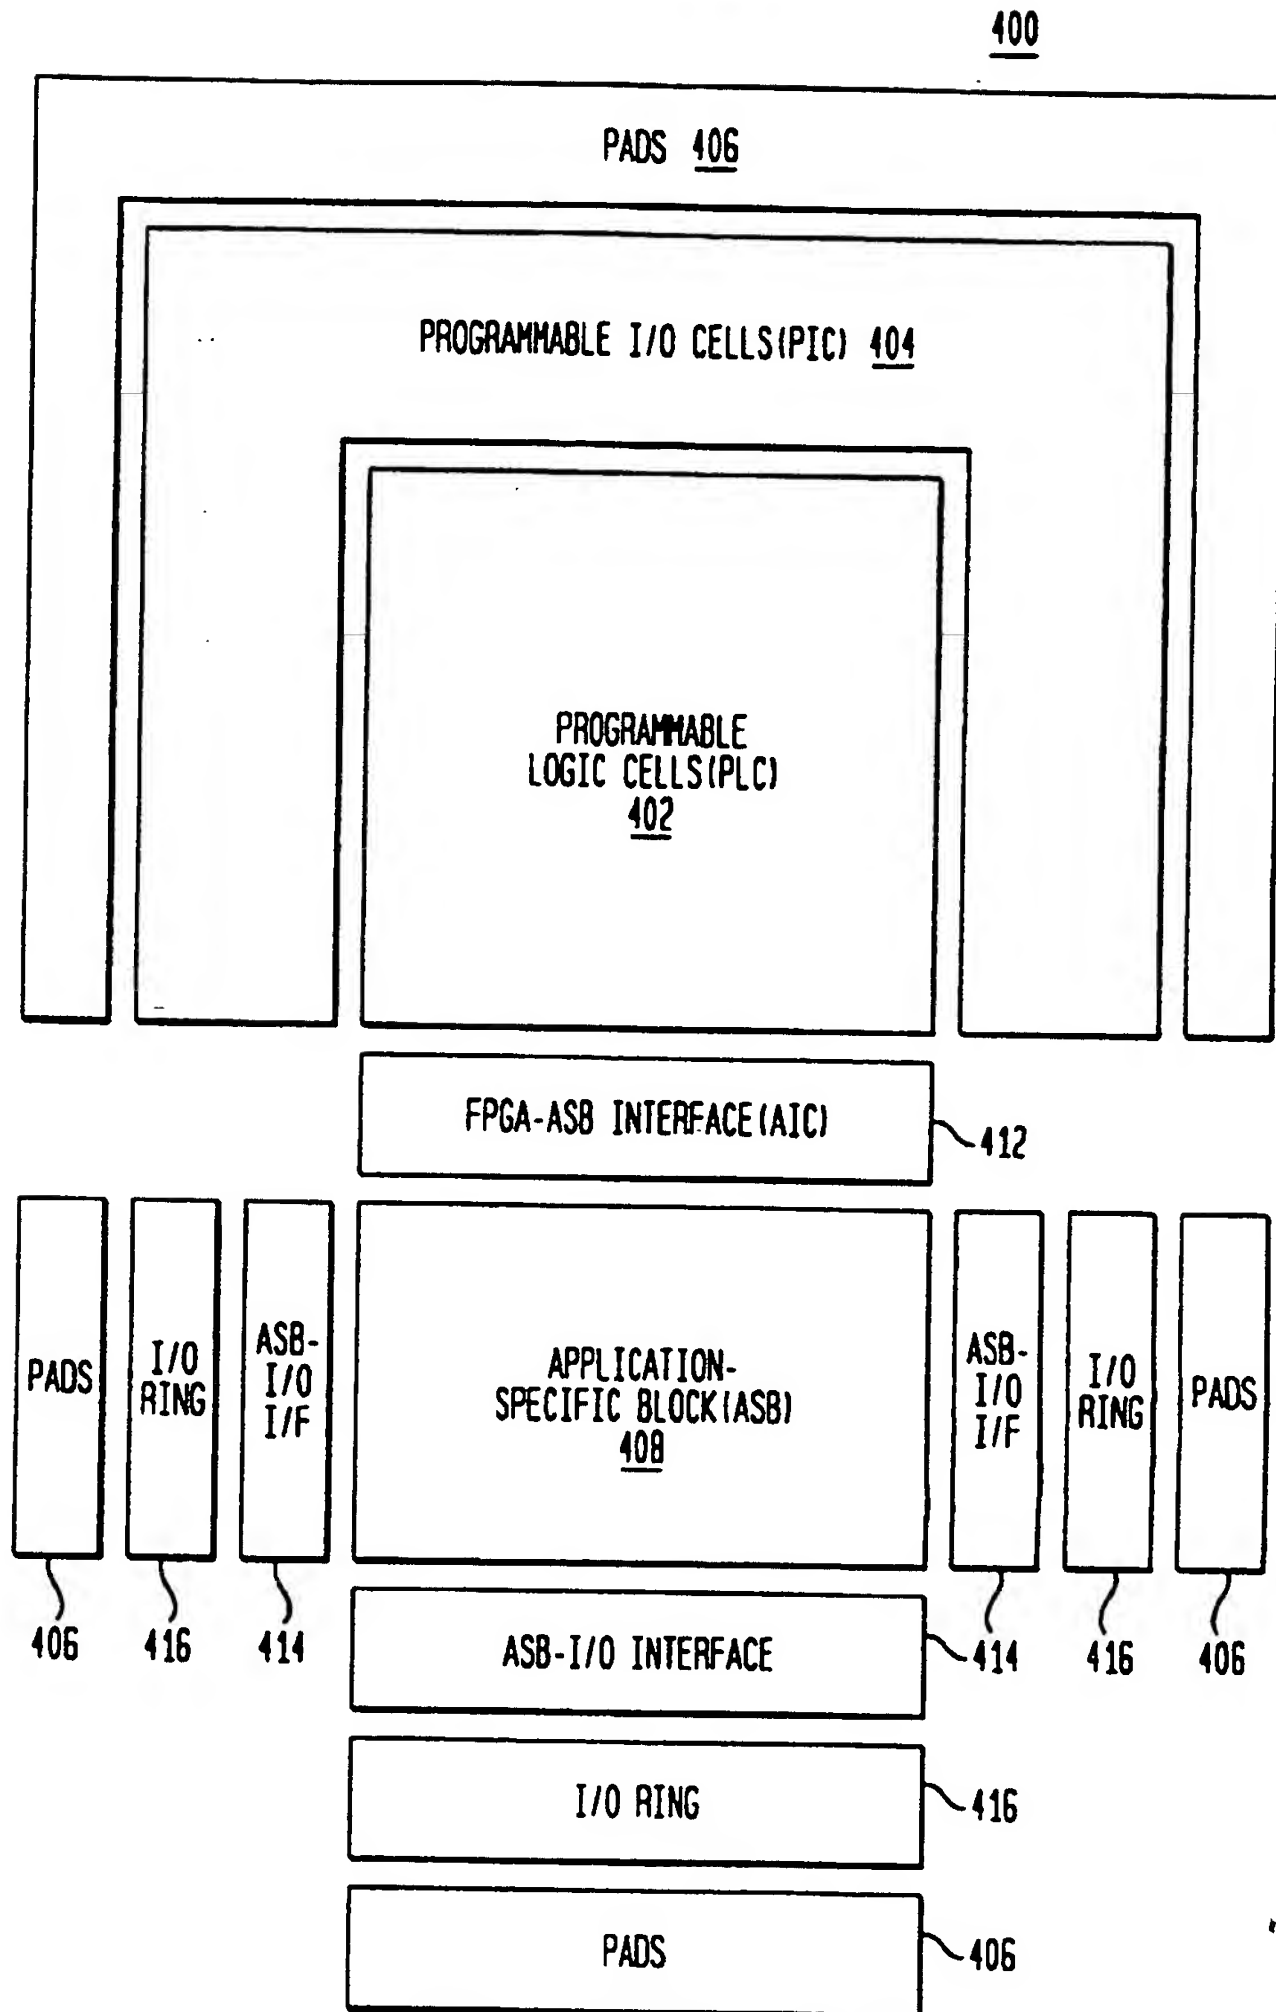 400
PADS 406
PROGRAMMABLE I/O CELLS(PIC) 404
PROGRAMMABLE
LOGIC CELLS(PLC)
402
FPGA-ASB INTERFACE(AIC)
412
PADS
I/O
RING
ASB-
I/O
I/F
APPLICATION-
SPECIFIC BLOCK(ASB)
408
ASB-
I/O
I/F
I/O
RING
PADS
406
416
414
414
416
406
ASB-I/O INTERFACE
414
I/O RING
416
PADS
406